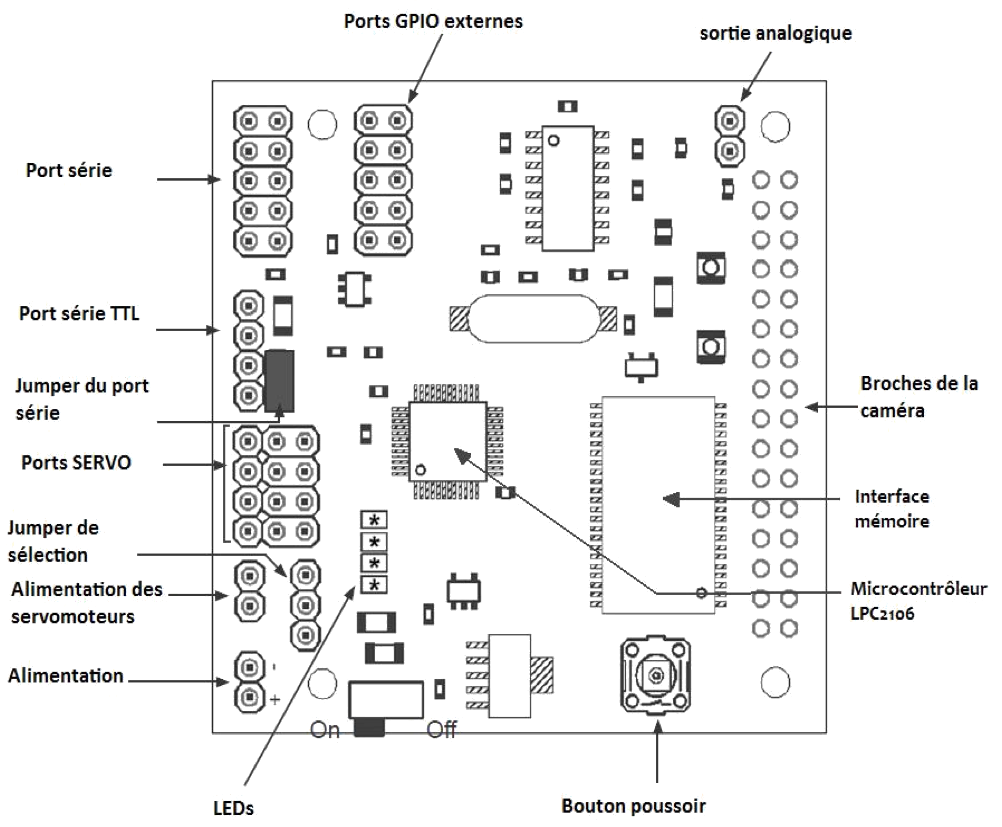 Ports GPIO externes
sortie analogique
Port série
Port série TTL
Jumper du port
série
Broches de la
caméra
Ports SERVO
Interface
mémoire
Jumper de
sélection
Alimentation des
servomoteurs
Microcontrôleur
LPC2106
Alimentation
-
+
On
Off
LEDs
Bouton poussoir